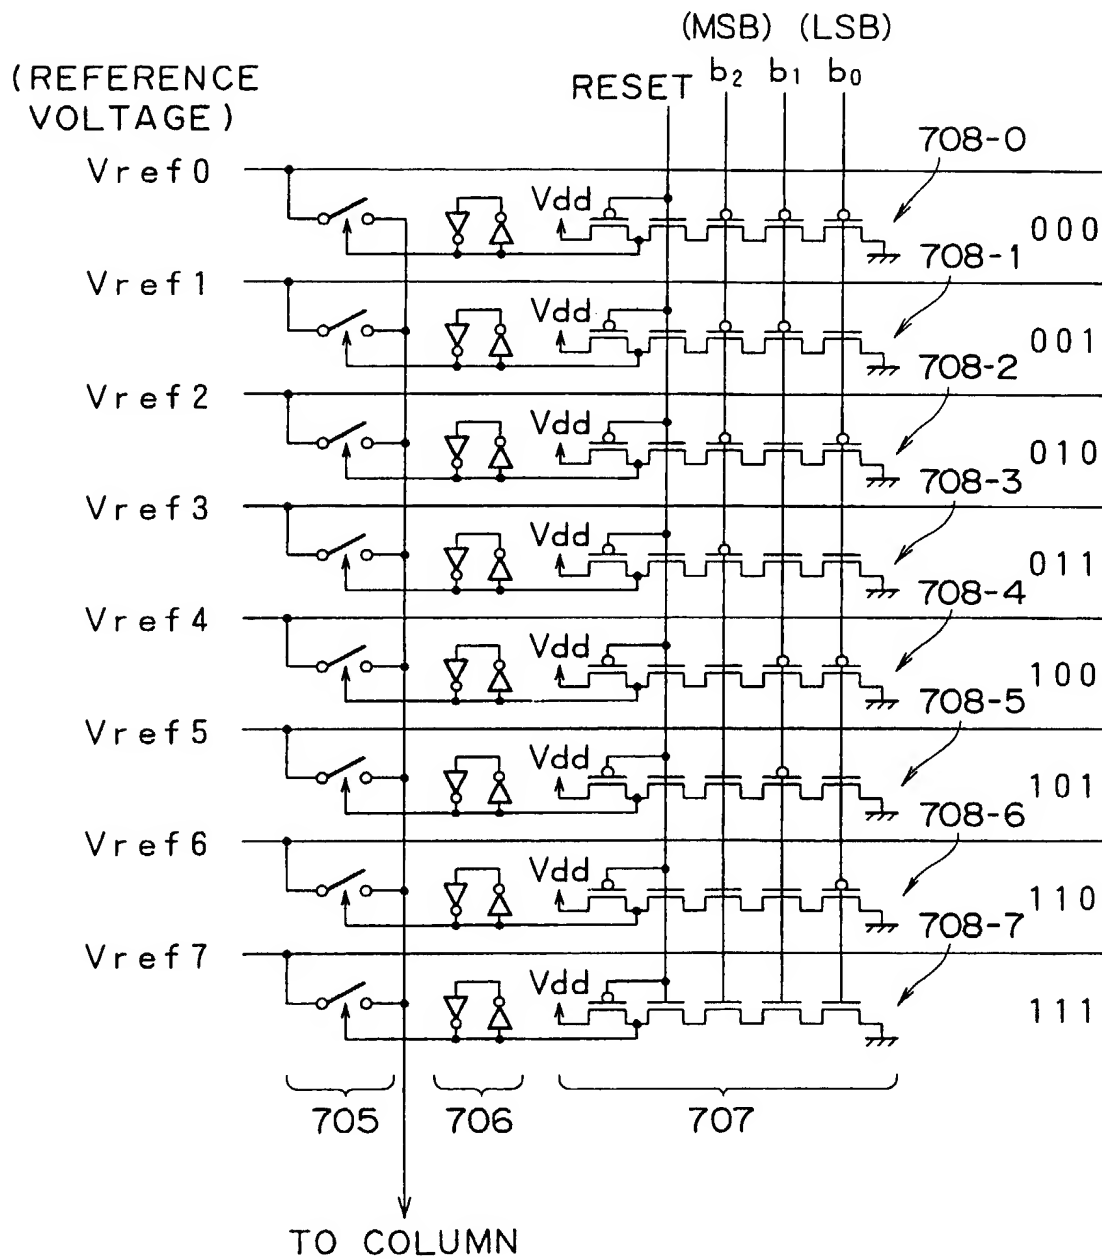 (MSB) (LSB)
(REFERENCE VOLTAGE)
RESET b₂ b₁ b₀
Vref0
708-0
Vdd
000
Vref1
708-1
Vdd
001
Vref2
708-2
Vdd
010
Vref3
708-3
Vdd
011
Vref4
708-4
Vdd
100
Vref5
708-5
Vdd
101
Vref6
708-6
Vdd
110
Vref7
708-7
Vdd
111
705 706 707
TO COLUMN